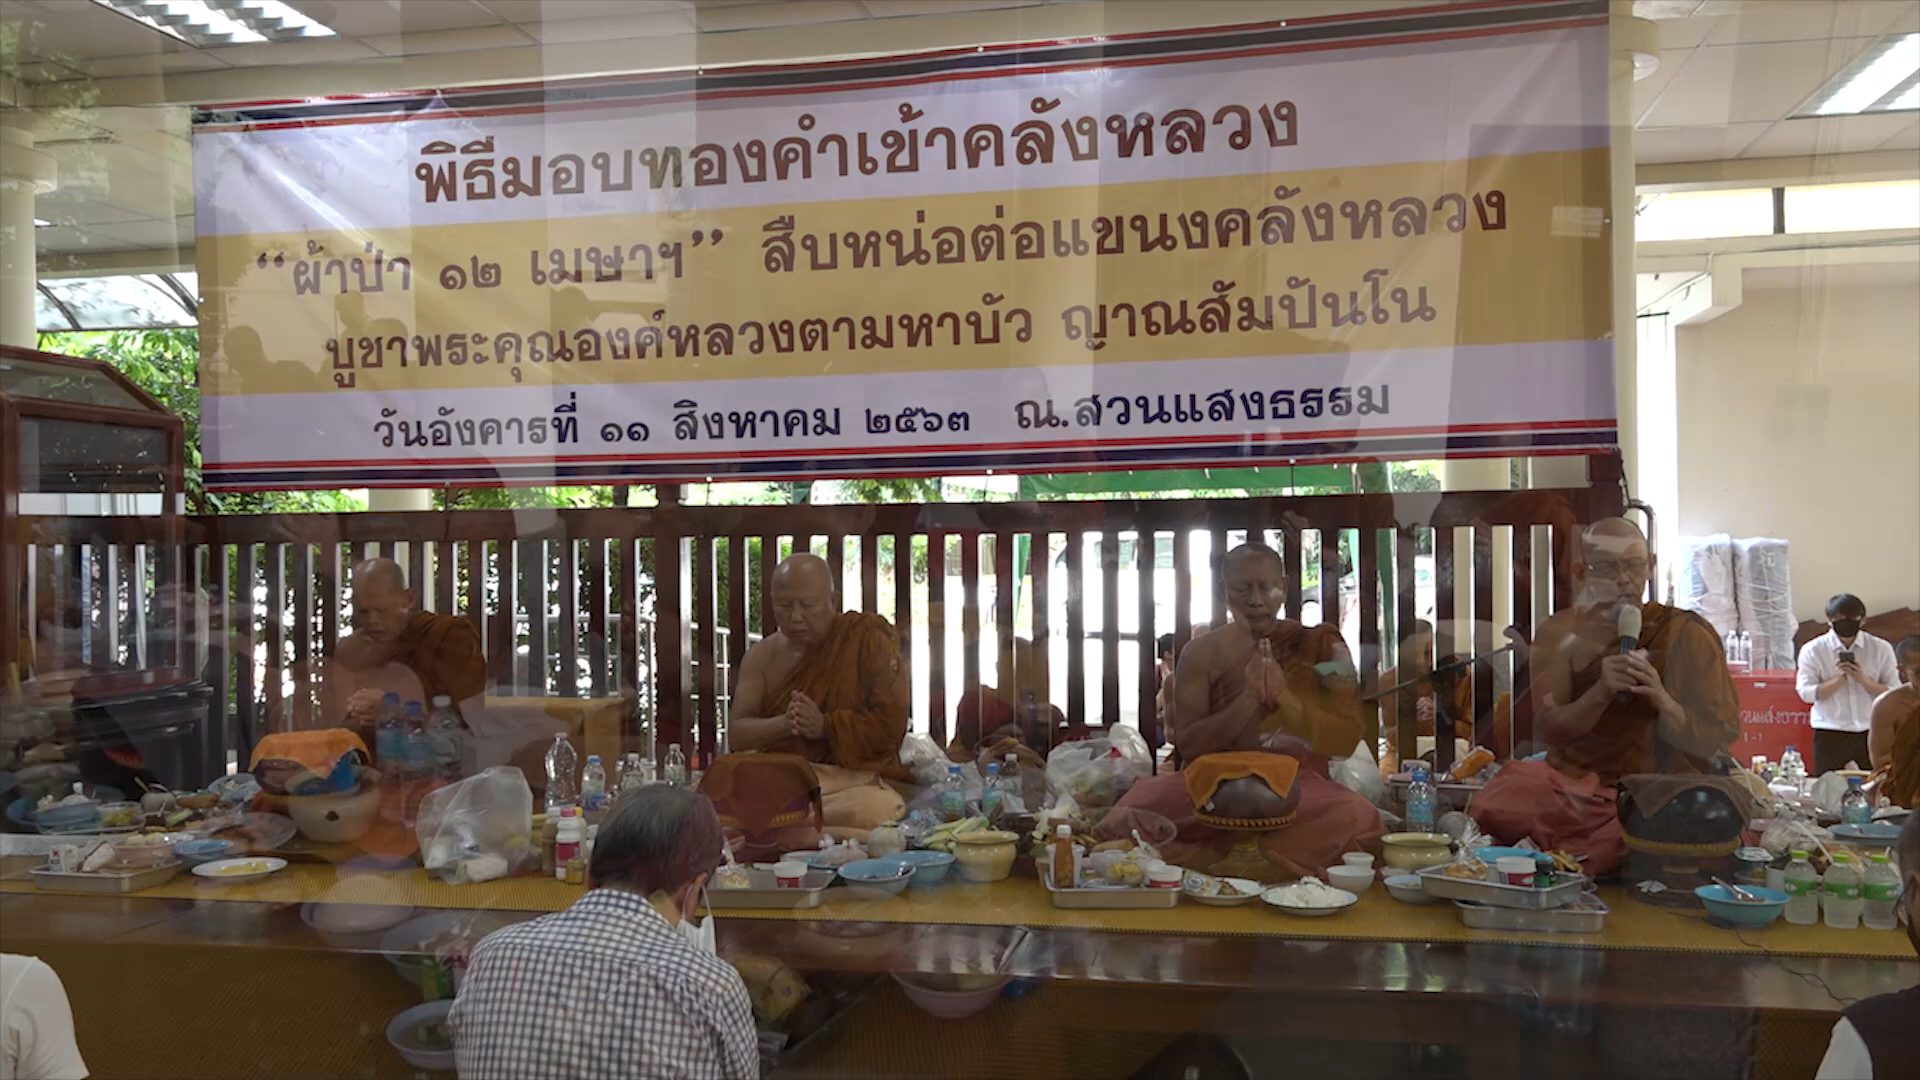 พิธีมอบทองคำเข้าคลังหลวง
“ผ้าป่า ๑๒ เมษาฯ” สืบหน่อต่อแขนงคลังหลวง
บูชาพระคุณองค์หลวงตามหาบัว ญาณสัมปันโน
วันอังคารที่ ๑๑ สิงหาคม ๒๕๖๓ ณ.สวนแสงธรรม